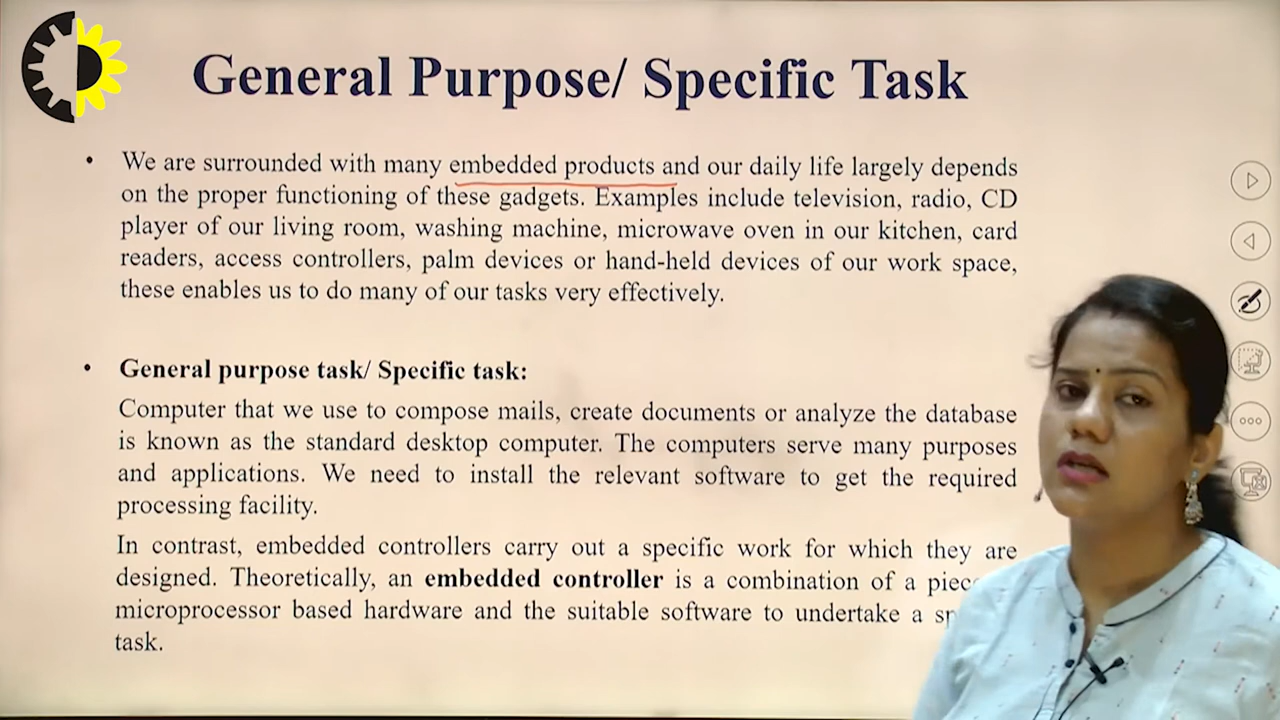 General Purpose/ Specific Task
• We are surrounded with many embedded products and our daily life largely depends
on the proper functioning of these gadgets. Examples include television, radio, CD
player of our living room, washing machine, microwave oven in our kitchen, card
readers, access controllers, palm devices or hand-held devices of our work space,
these enables us to do many of our tasks very effectively.
• General purpose task/ Specific task:
Computer that we use to compose mails, create documents or analyze the database
is known as the standard desktop computer. The computers serve many purposes
and applications. We need to install the relevant software to get the required
processing facility.
In contrast, embedded controllers carry out a specific work for which they are
designed. Theoretically, an embedded controller is a combination of a
microprocessor based hardware and the suitable software to undertake a
task.